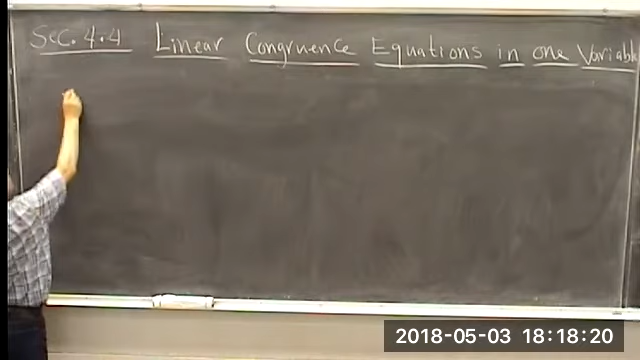 Sec. 4.4 Linear Congruence Equations in one Variable
2018-05-03 18:18:20